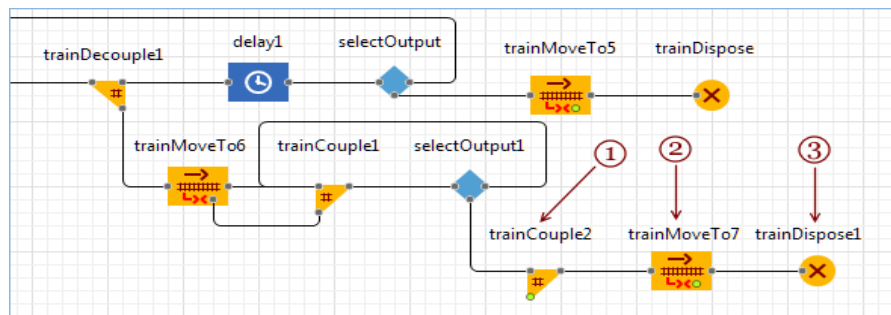 delay1
selectOutput
trainMoveTo5
trainDispose
trainDecouple1
trainMoveTo6
trainCouple1
selectOutput1
①
②
③
trainCouple2
trainMoveTo7
trainDispose1